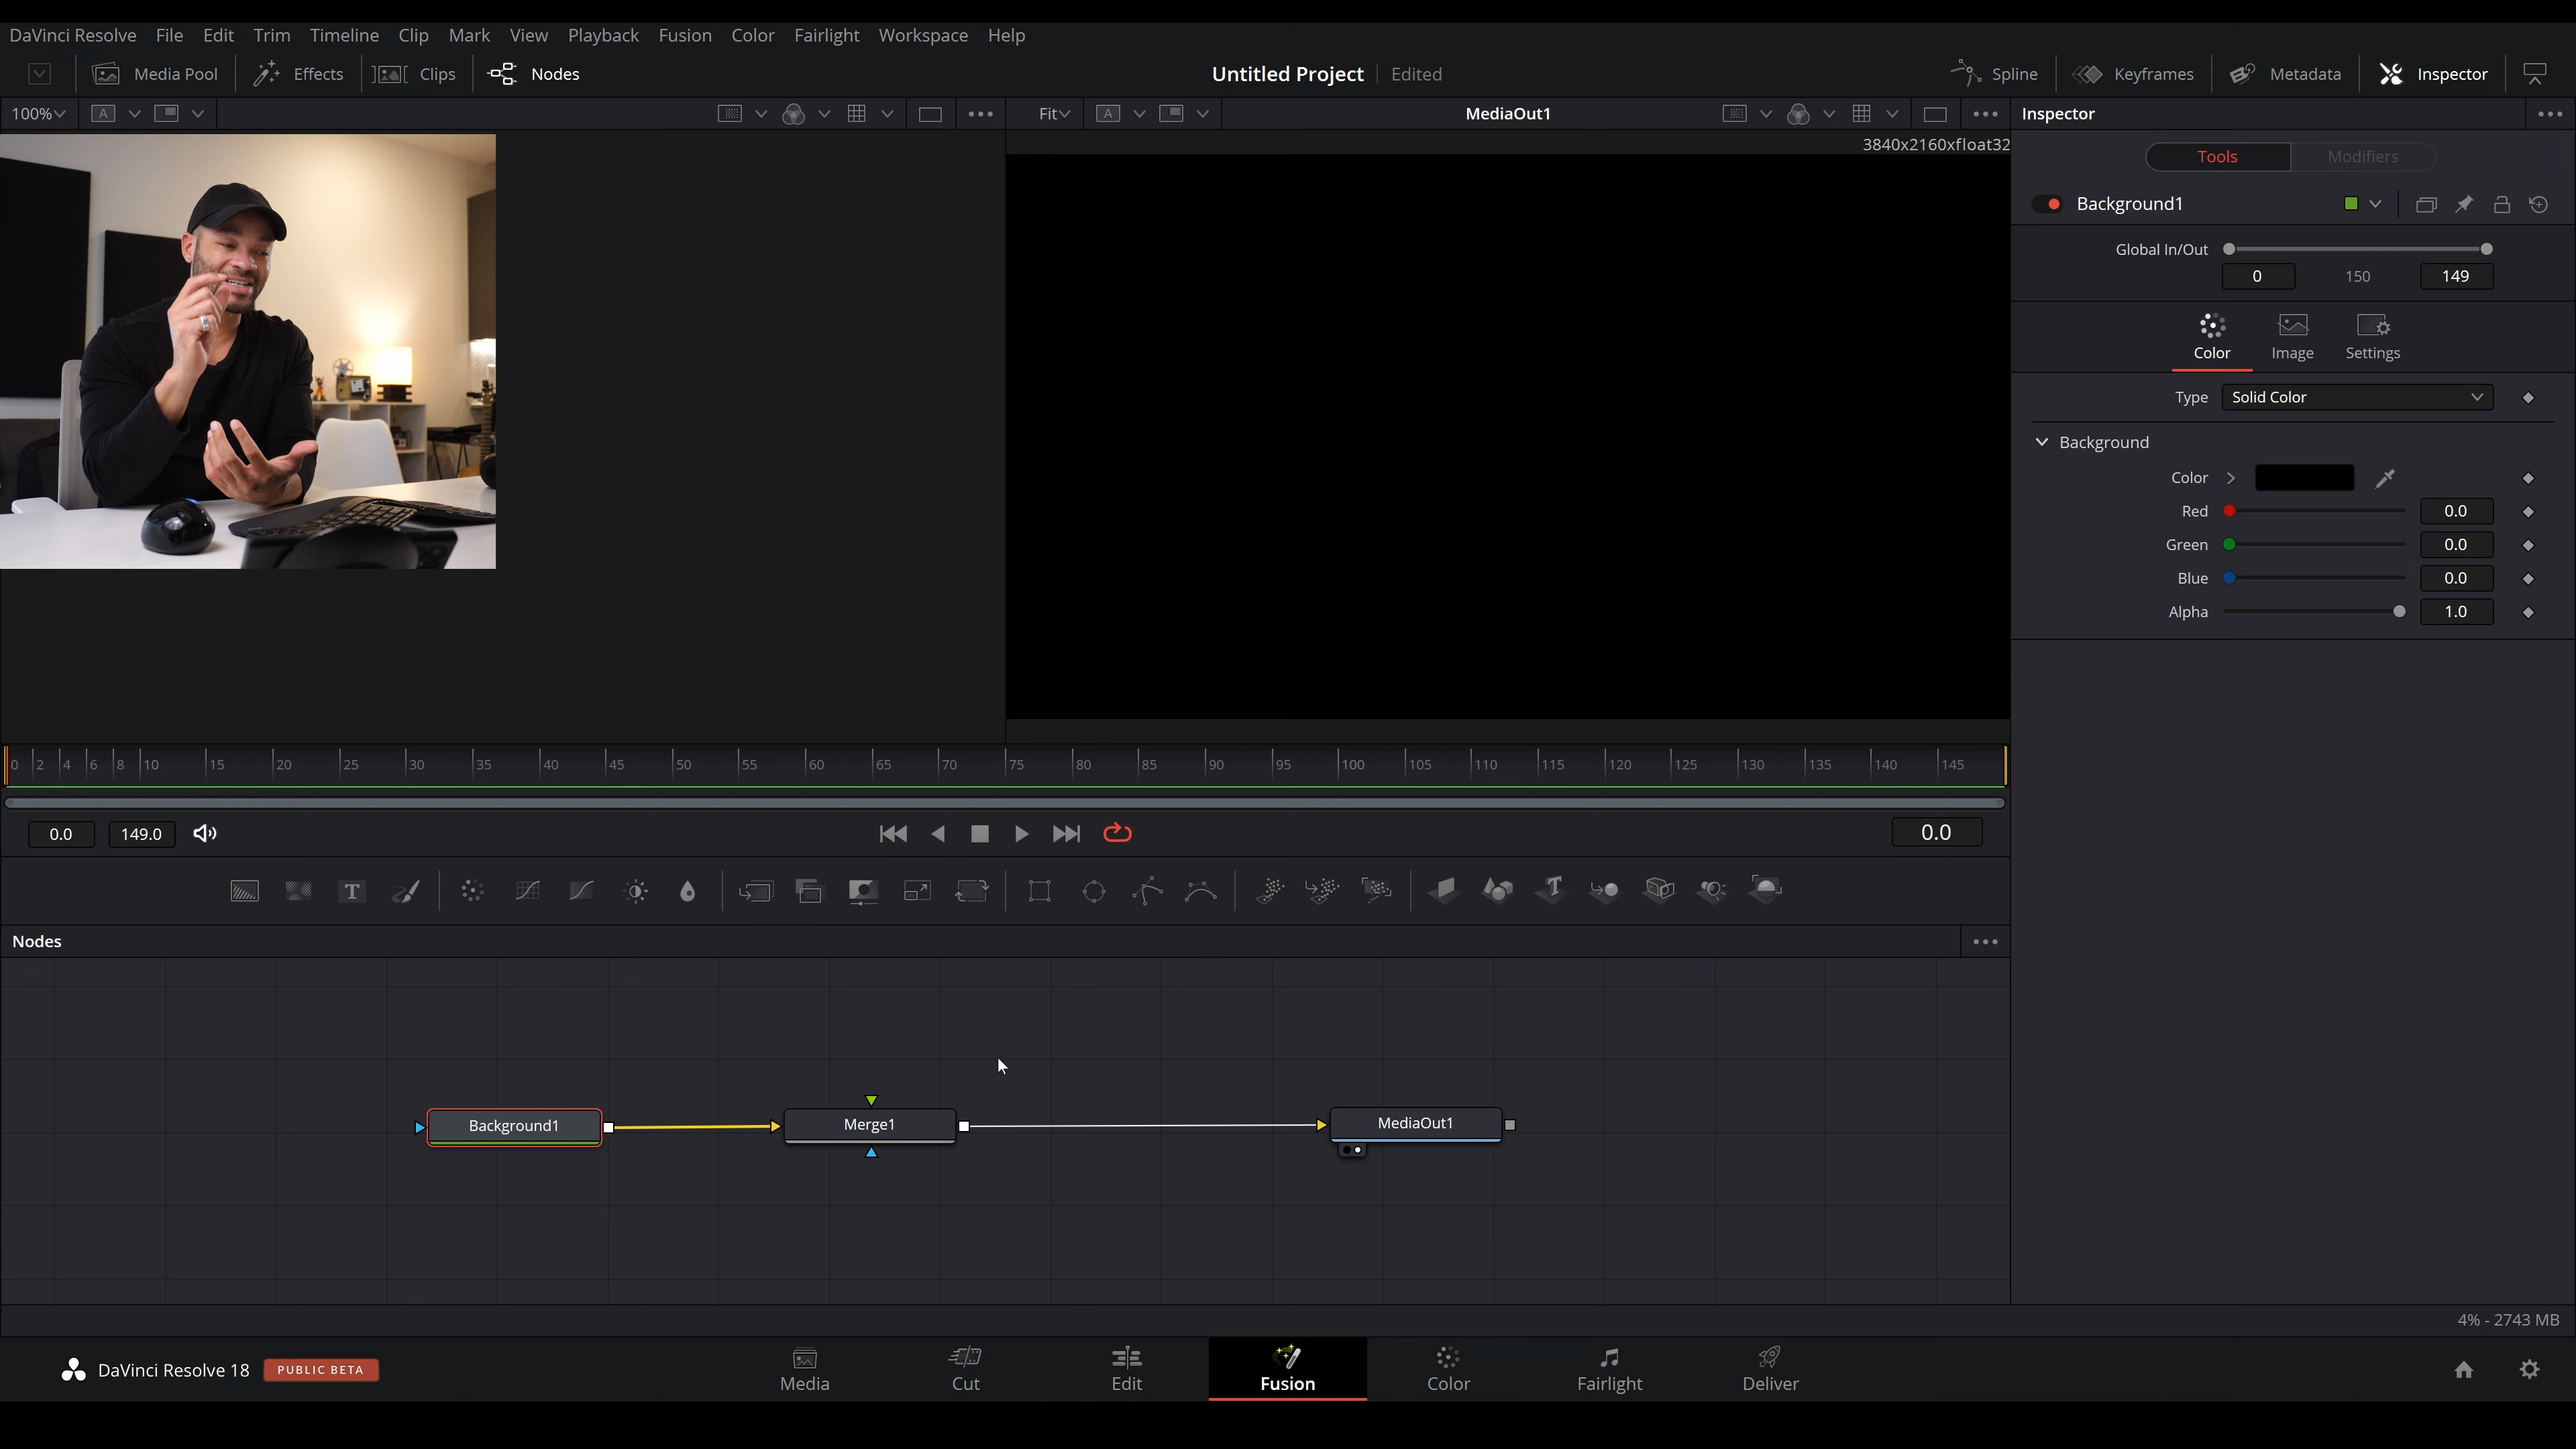 DaVinci Resolve File Edit Trim Timeline Clip Mark View Playback Fusion Color Fairlight Workspace Help
Media Pool Effects Clips Nodes Untitled Project Edited Spline Keyframes Metadata Inspector
100% A Fit A MediaOut1 Inspector
3840x2160xfloat32
Tools Modifiers
Background1
Global In/Out
0 150 149
Color Image Settings
Type Solid Color
Background
Color
Red 0.0
Green 0.0
Blue 0.0
Alpha 1.0
0 2 4 6 8 10 15 20 25 30 35 40 45 50 55 60 65 70 75 80 85 90 95 100 105 110 115 120 125 130 135 140 145
0.0 149.0 0.0
T T
Nodes
Background1 Merge1 MediaOut1
4% - 2743 MB
DaVinci Resolve 18 PUBLIC BETA Media Cut Edit Fusion Color Fairlight Deliver